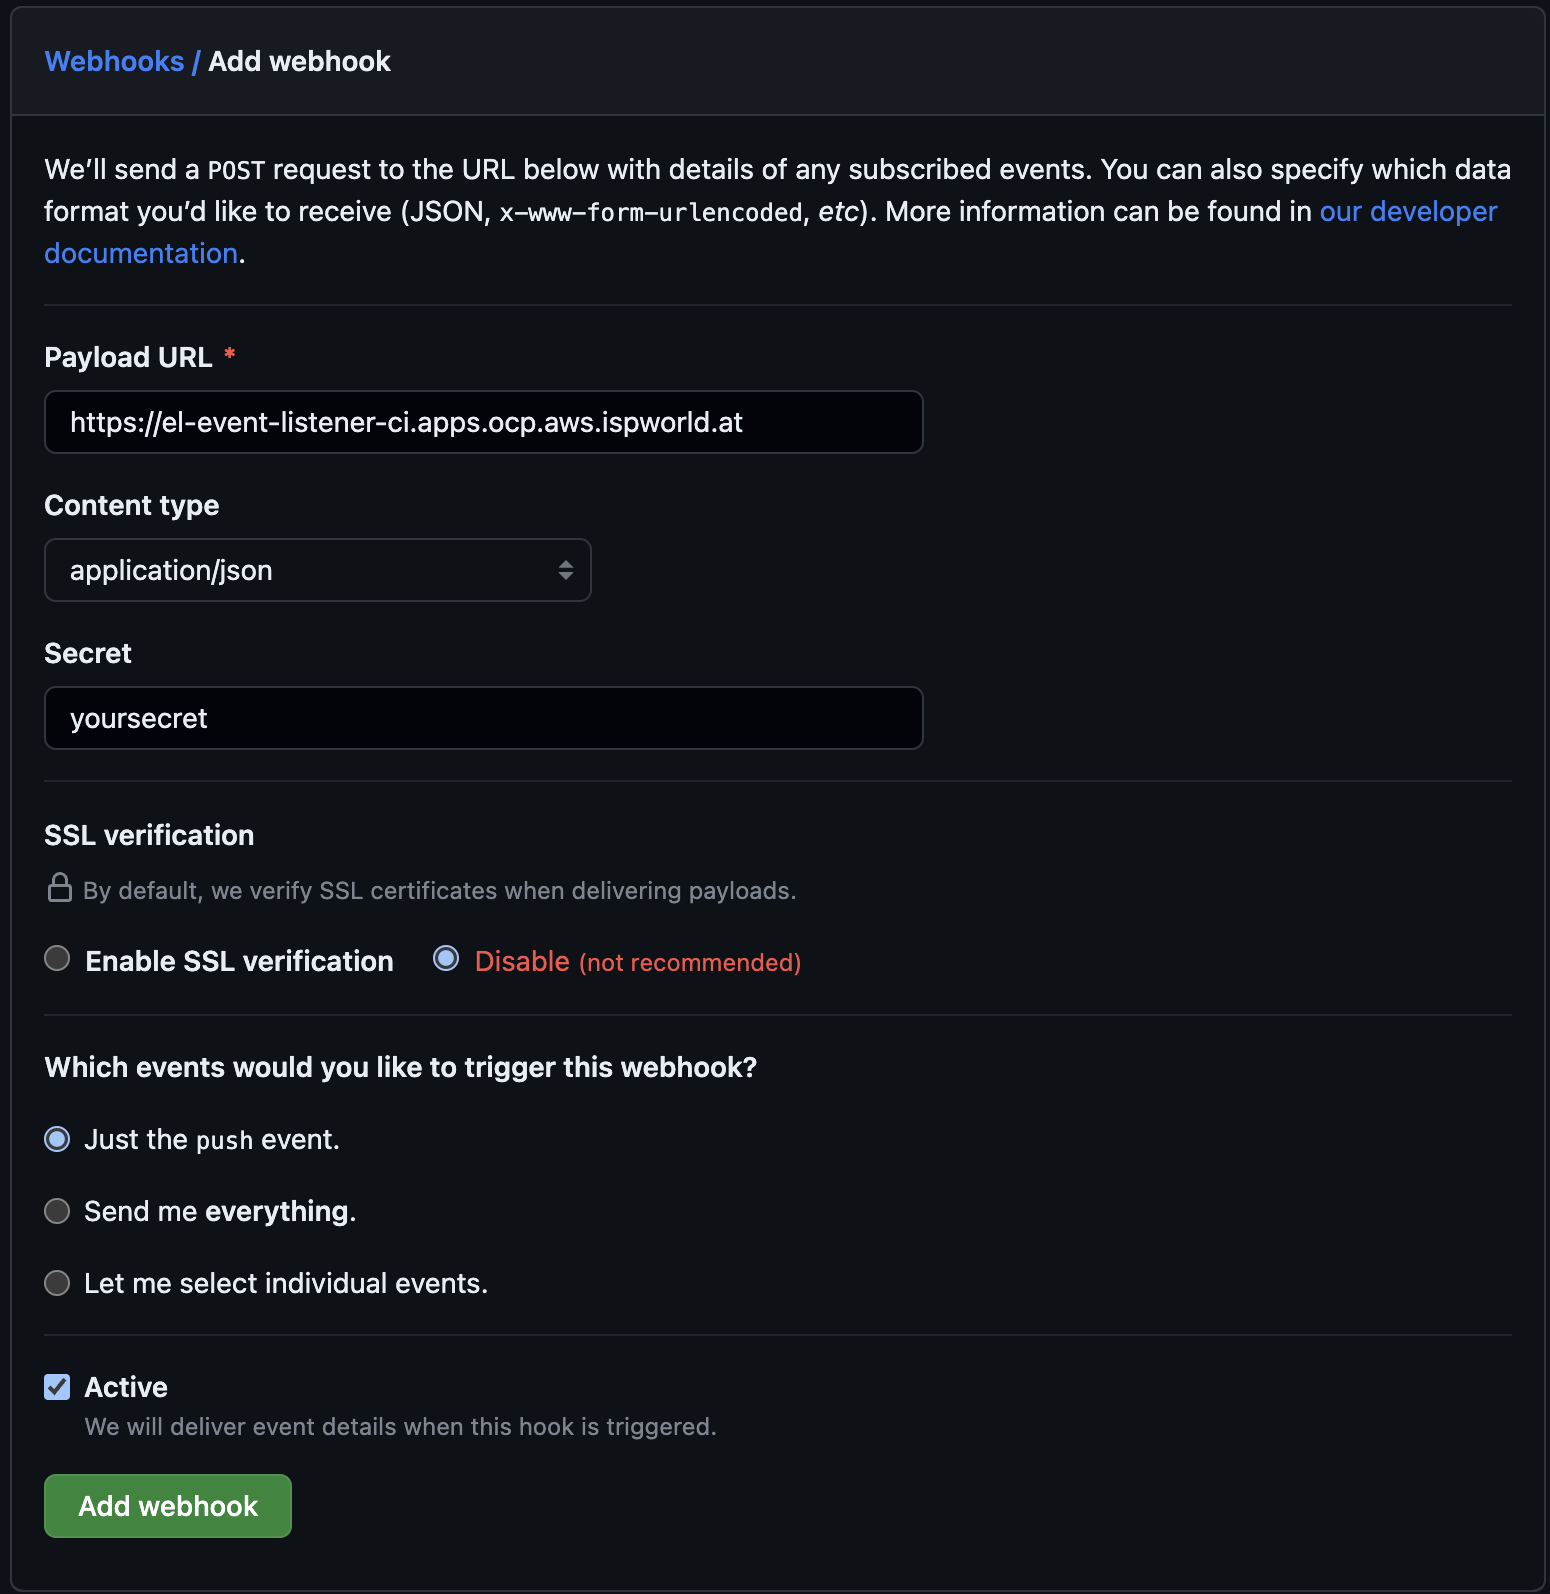 Webhooks / Add webhook
We’ll send a POST request to the URL below with details of any subscribed events. You can also specify which data
format you’d like to receive (JSON, x-www-form-urlencoded, etc). More information can be found in our developer
documentation.
Payload URL *
https://el-event-listener-ci.apps.ocp.aws.ispworld.at
Content type
application/json
Secret
yoursecret
SSL verification
By default, we verify SSL certificates when delivering payloads.
Enable SSL verification Disable (not recommended)
Which events would you like to trigger this webhook?
Just the push event.
Send me everything.
Let me select individual events.
Active
We will deliver event details when this hook is triggered.
Add webhook